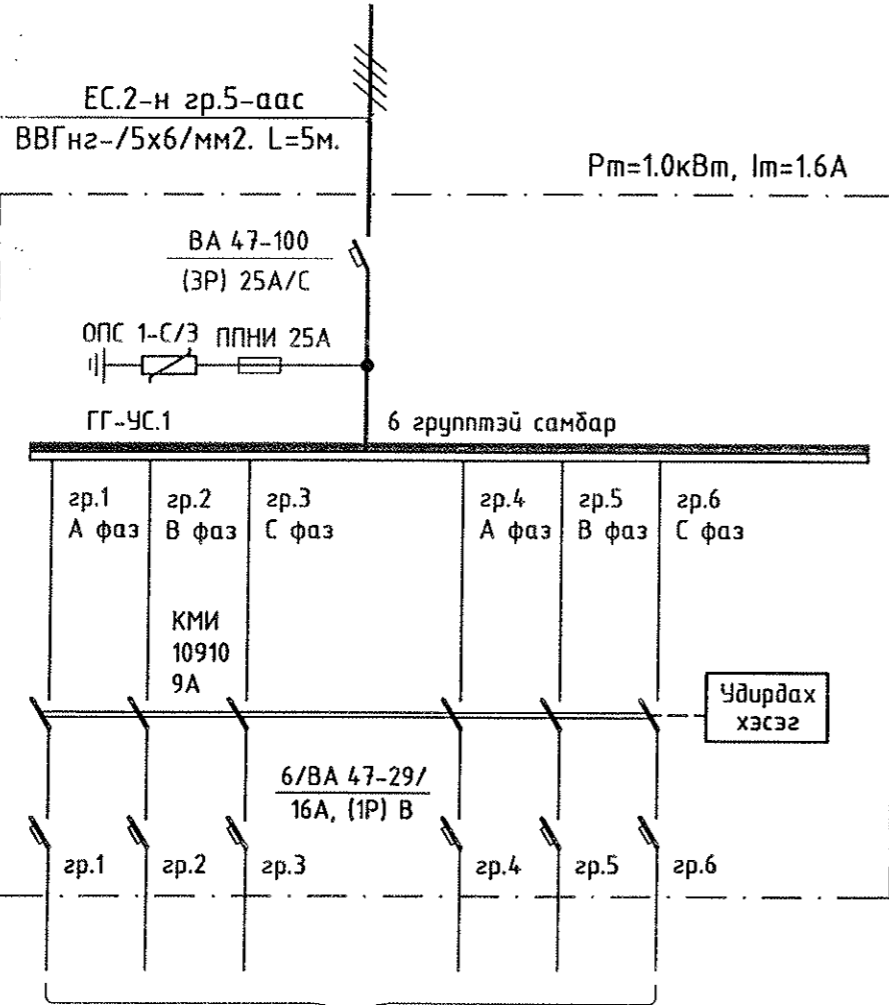 ЕС.2-н гр.5-аас
ВВГнг-/5х6/мм2. L=5м.
Pm=1.0кВт, Im=1.6А
ВА 47-100
(3Р) 25А/С
ОПС 1-С/3 ППНИ 25А
ГГ-УС.1 6 групптэй самбар
гр.1 гр.2 гр.3 гр.4 гр.5 гр.6
А фаз В фаз С фаз А фаз В фаз С фаз
КМИ
10910
9А
Удирдах
хэсэг
6/ВА 47-29/
16А, (1Р) В
гр.1 гр.2 гр.3 гр.4 гр.5 гр.6